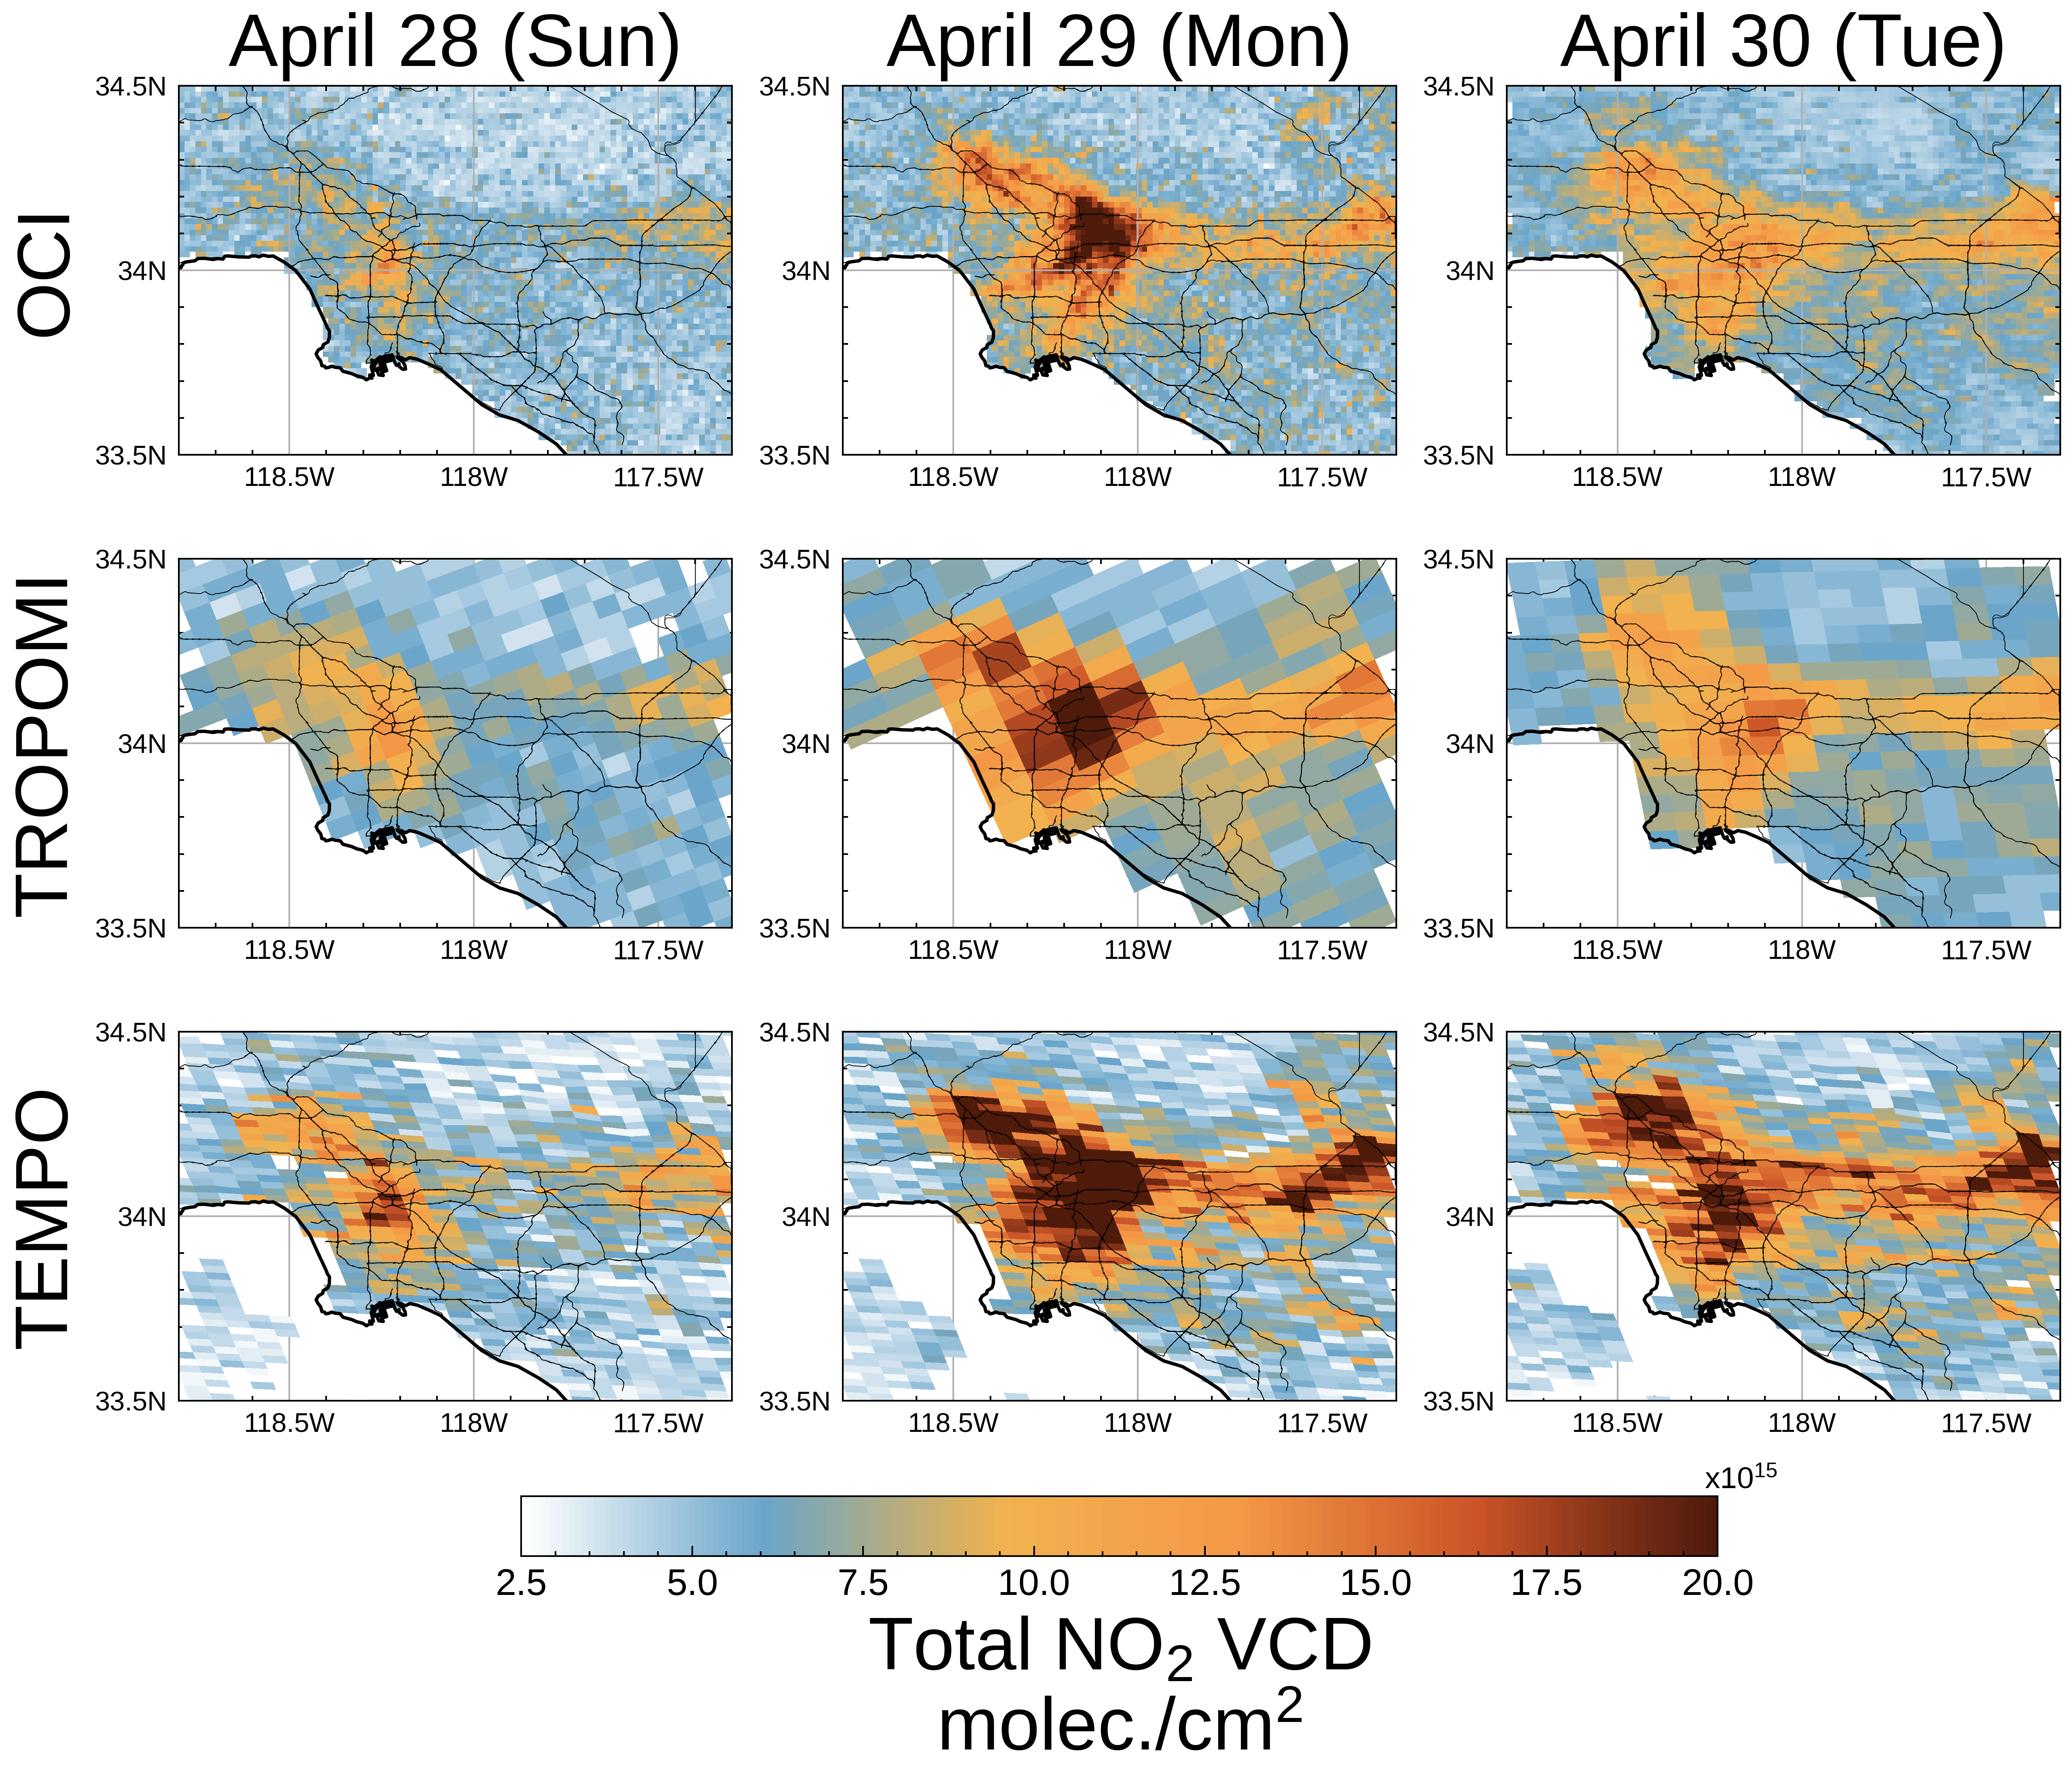 April 28 (Sun) April 29 (Mon) April 30 (Tue)
OCI
34.5N 34.5N 34.5N
34N 34N 34N
33.5N 33.5N 33.5N
118.5W 118W 117.5W 118.5W 118W 117.5W 118.5W 118W 117.5W
TROPOMI
34.5N 34.5N 34.5N
34N 34N 34N
33.5N 33.5N 33.5N
118.5W 118W 117.5W 118.5W 118W 117.5W 118.5W 118W 117.5W
TEMPO
34.5N 34.5N 34.5N
34N 34N 34N
33.5N 33.5N 33.5N
118.5W 118W 117.5W 118.5W 118W 117.5W 118.5W 118W 117.5W
x10¹⁵
2.5 5.0 7.5 10.0 12.5 15.0 17.5 20.0
Total NO₂ VCD
molec./cm²